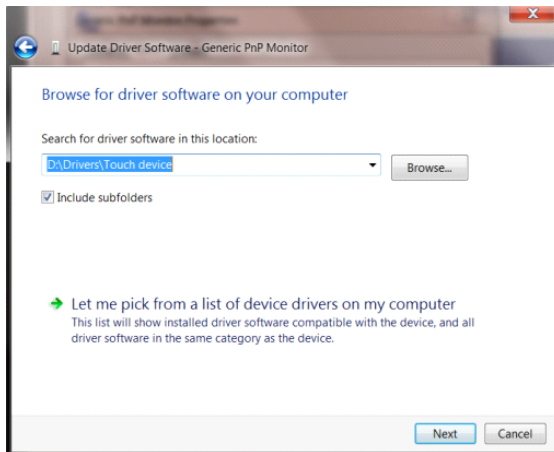 Update Driver Software - Generic PnP Monitor
Browse for driver software on your computer
Search for driver software in this location:
D:\Drivers\Touch device
Browse...
Include subfolders
Let me pick from a list of device drivers on my computer
This list will show installed driver software compatible with the device, and all
driver software in the same category as the device.
Next
Cancel